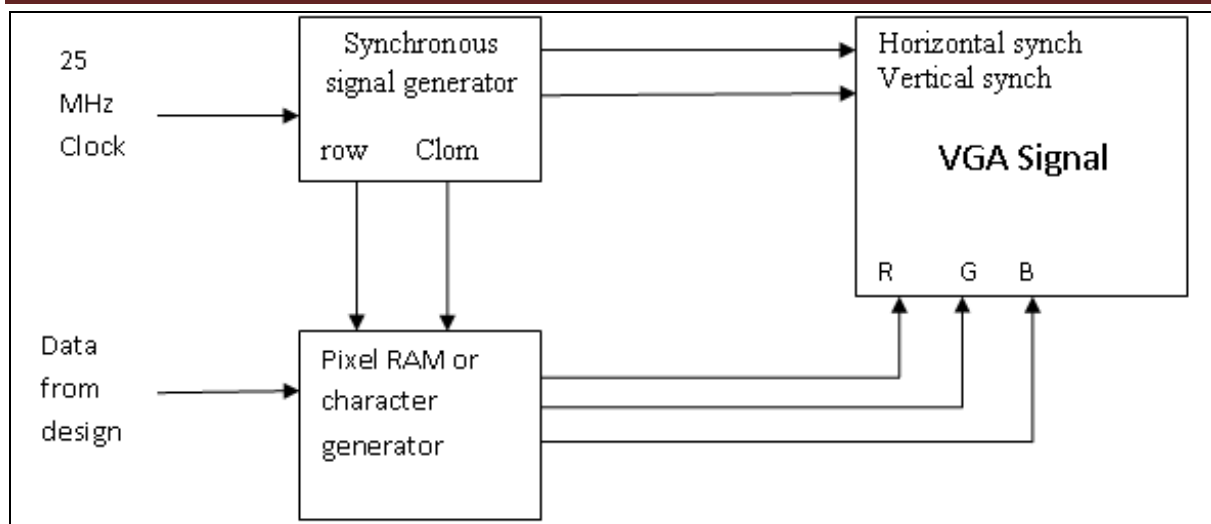 25
MHz
Clock
Synchronous
signal generator
row Clom
Horizontal synch
Vertical synch
VGA Signal
R G B
Data
from
design
Pixel RAM or
character
generator